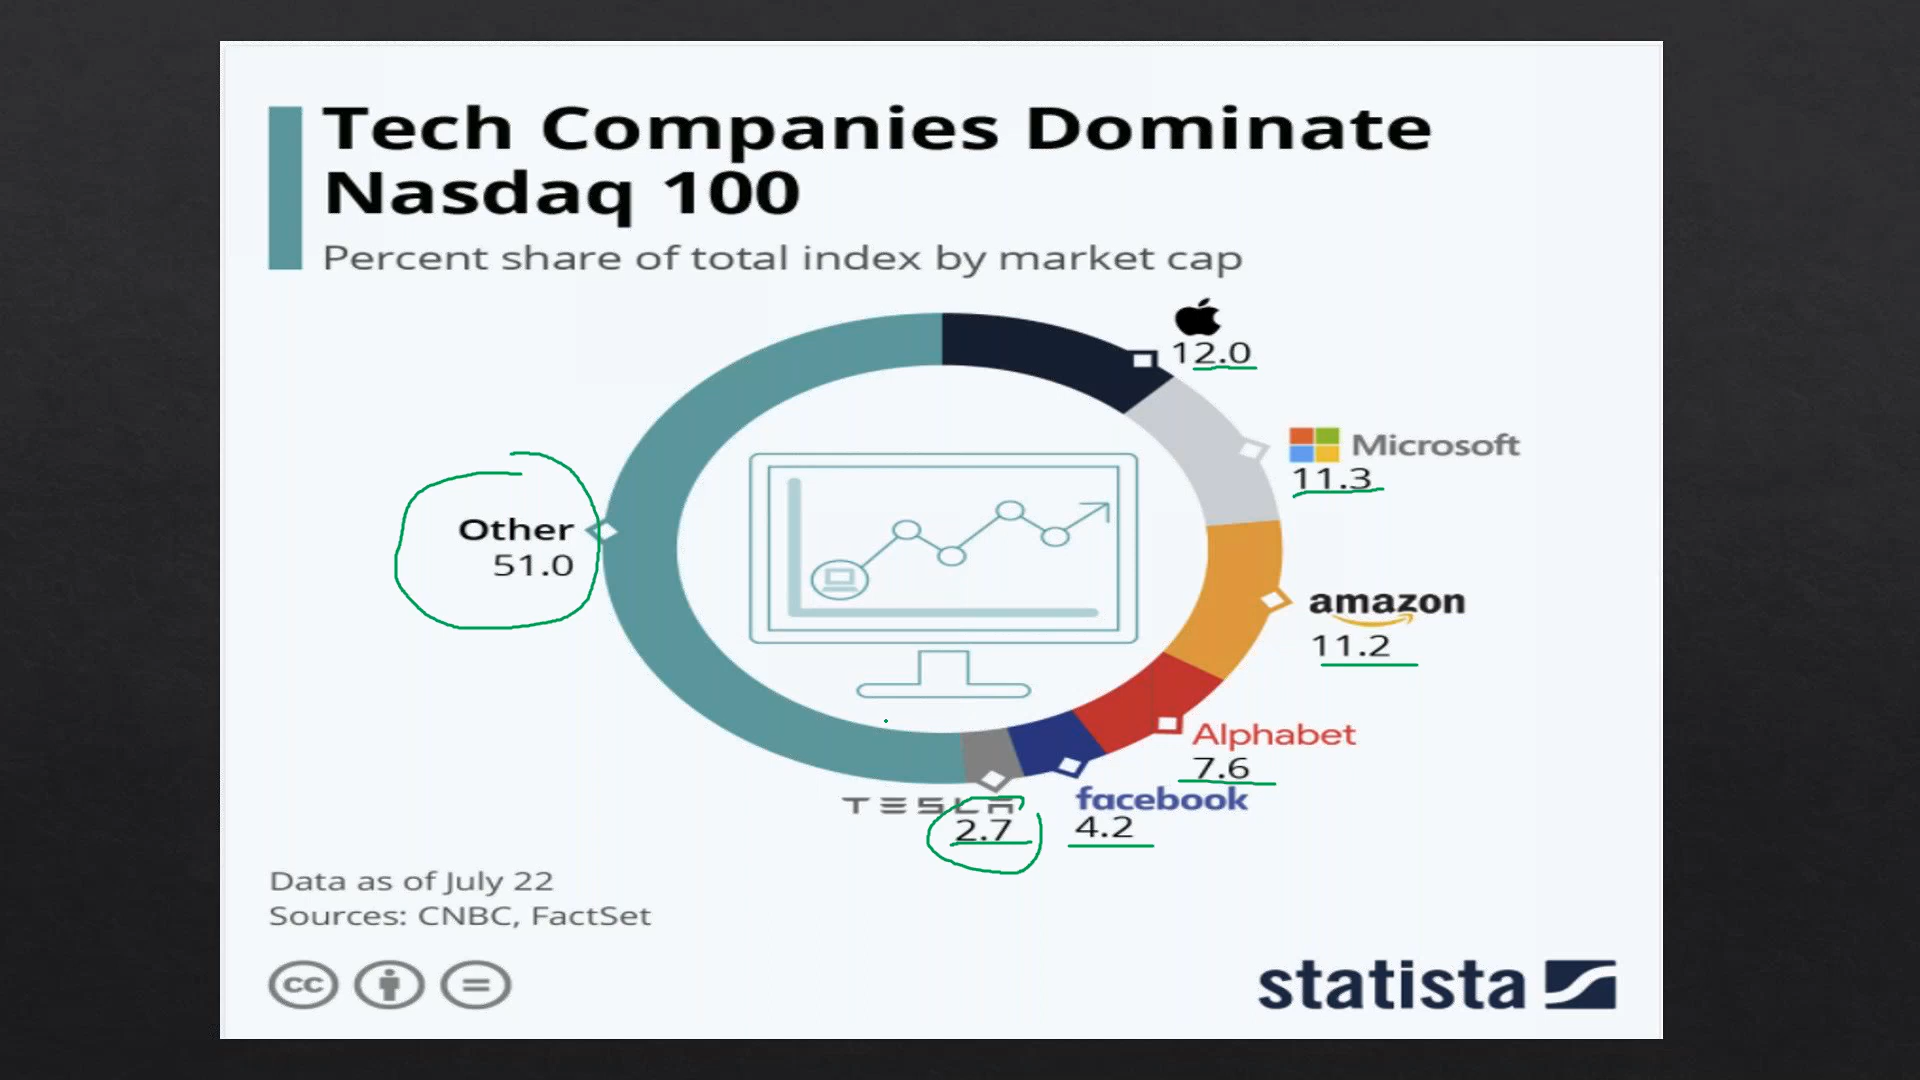 Tech Companies Dominate
Nasdaq 100
Percent share of total index by market cap
12.0
Microsoft
11.3
Other
51.0
amazon
11.2
Alphabet
7.6
facebook
4.2
TESLA
2.7
Data as of July 22
Sources: CNBC, FactSet
cc
statista